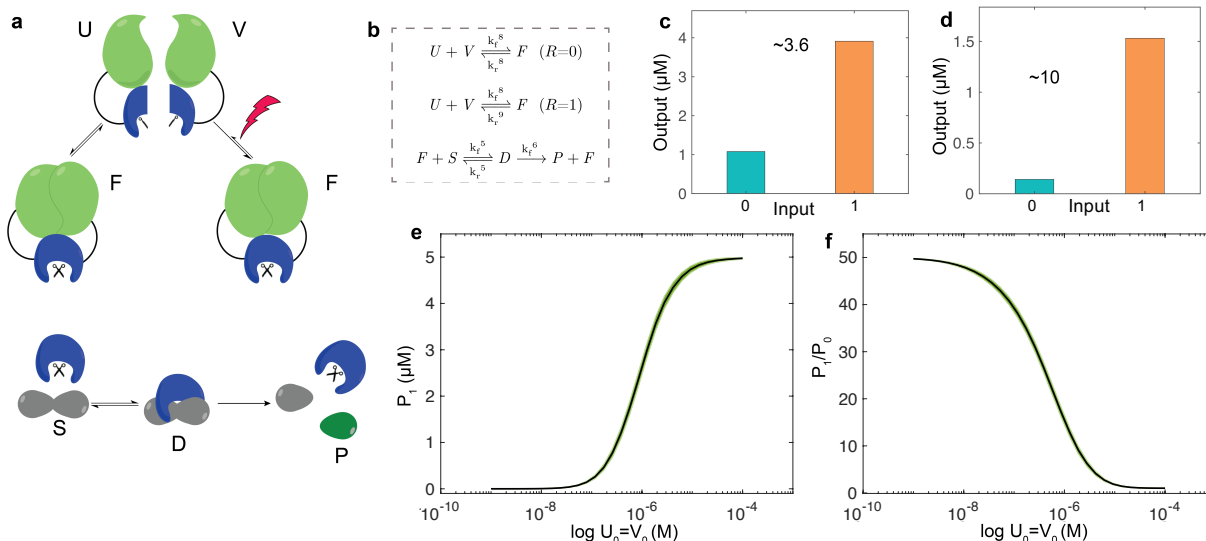 a
U
V
F
F
S
D
P
b
U + V ⇌ F (R=0)
k_f^8
k_r^8
U + V ⇌ F (R=1)
k_f^8
k_r^9
F + S ⇌ D → P + F
k_f^5
k_r^5
k_f^6
c
Output (µM)
4
3
2
1
0
~3.6
0
Input
1
d
Output (µM)
1.5
1
0.5
0
~10
0
Input
1
e
P_1 (µM)
5
4
3
2
1
0
10^-10
10^-8
10^-6
10^-4
log U_0=V_0 (M)
f
P_1/P_0
50
40
30
20
10
0
10^-10
10^-8
10^-6
10^-4
log U_0=V_0 (M)